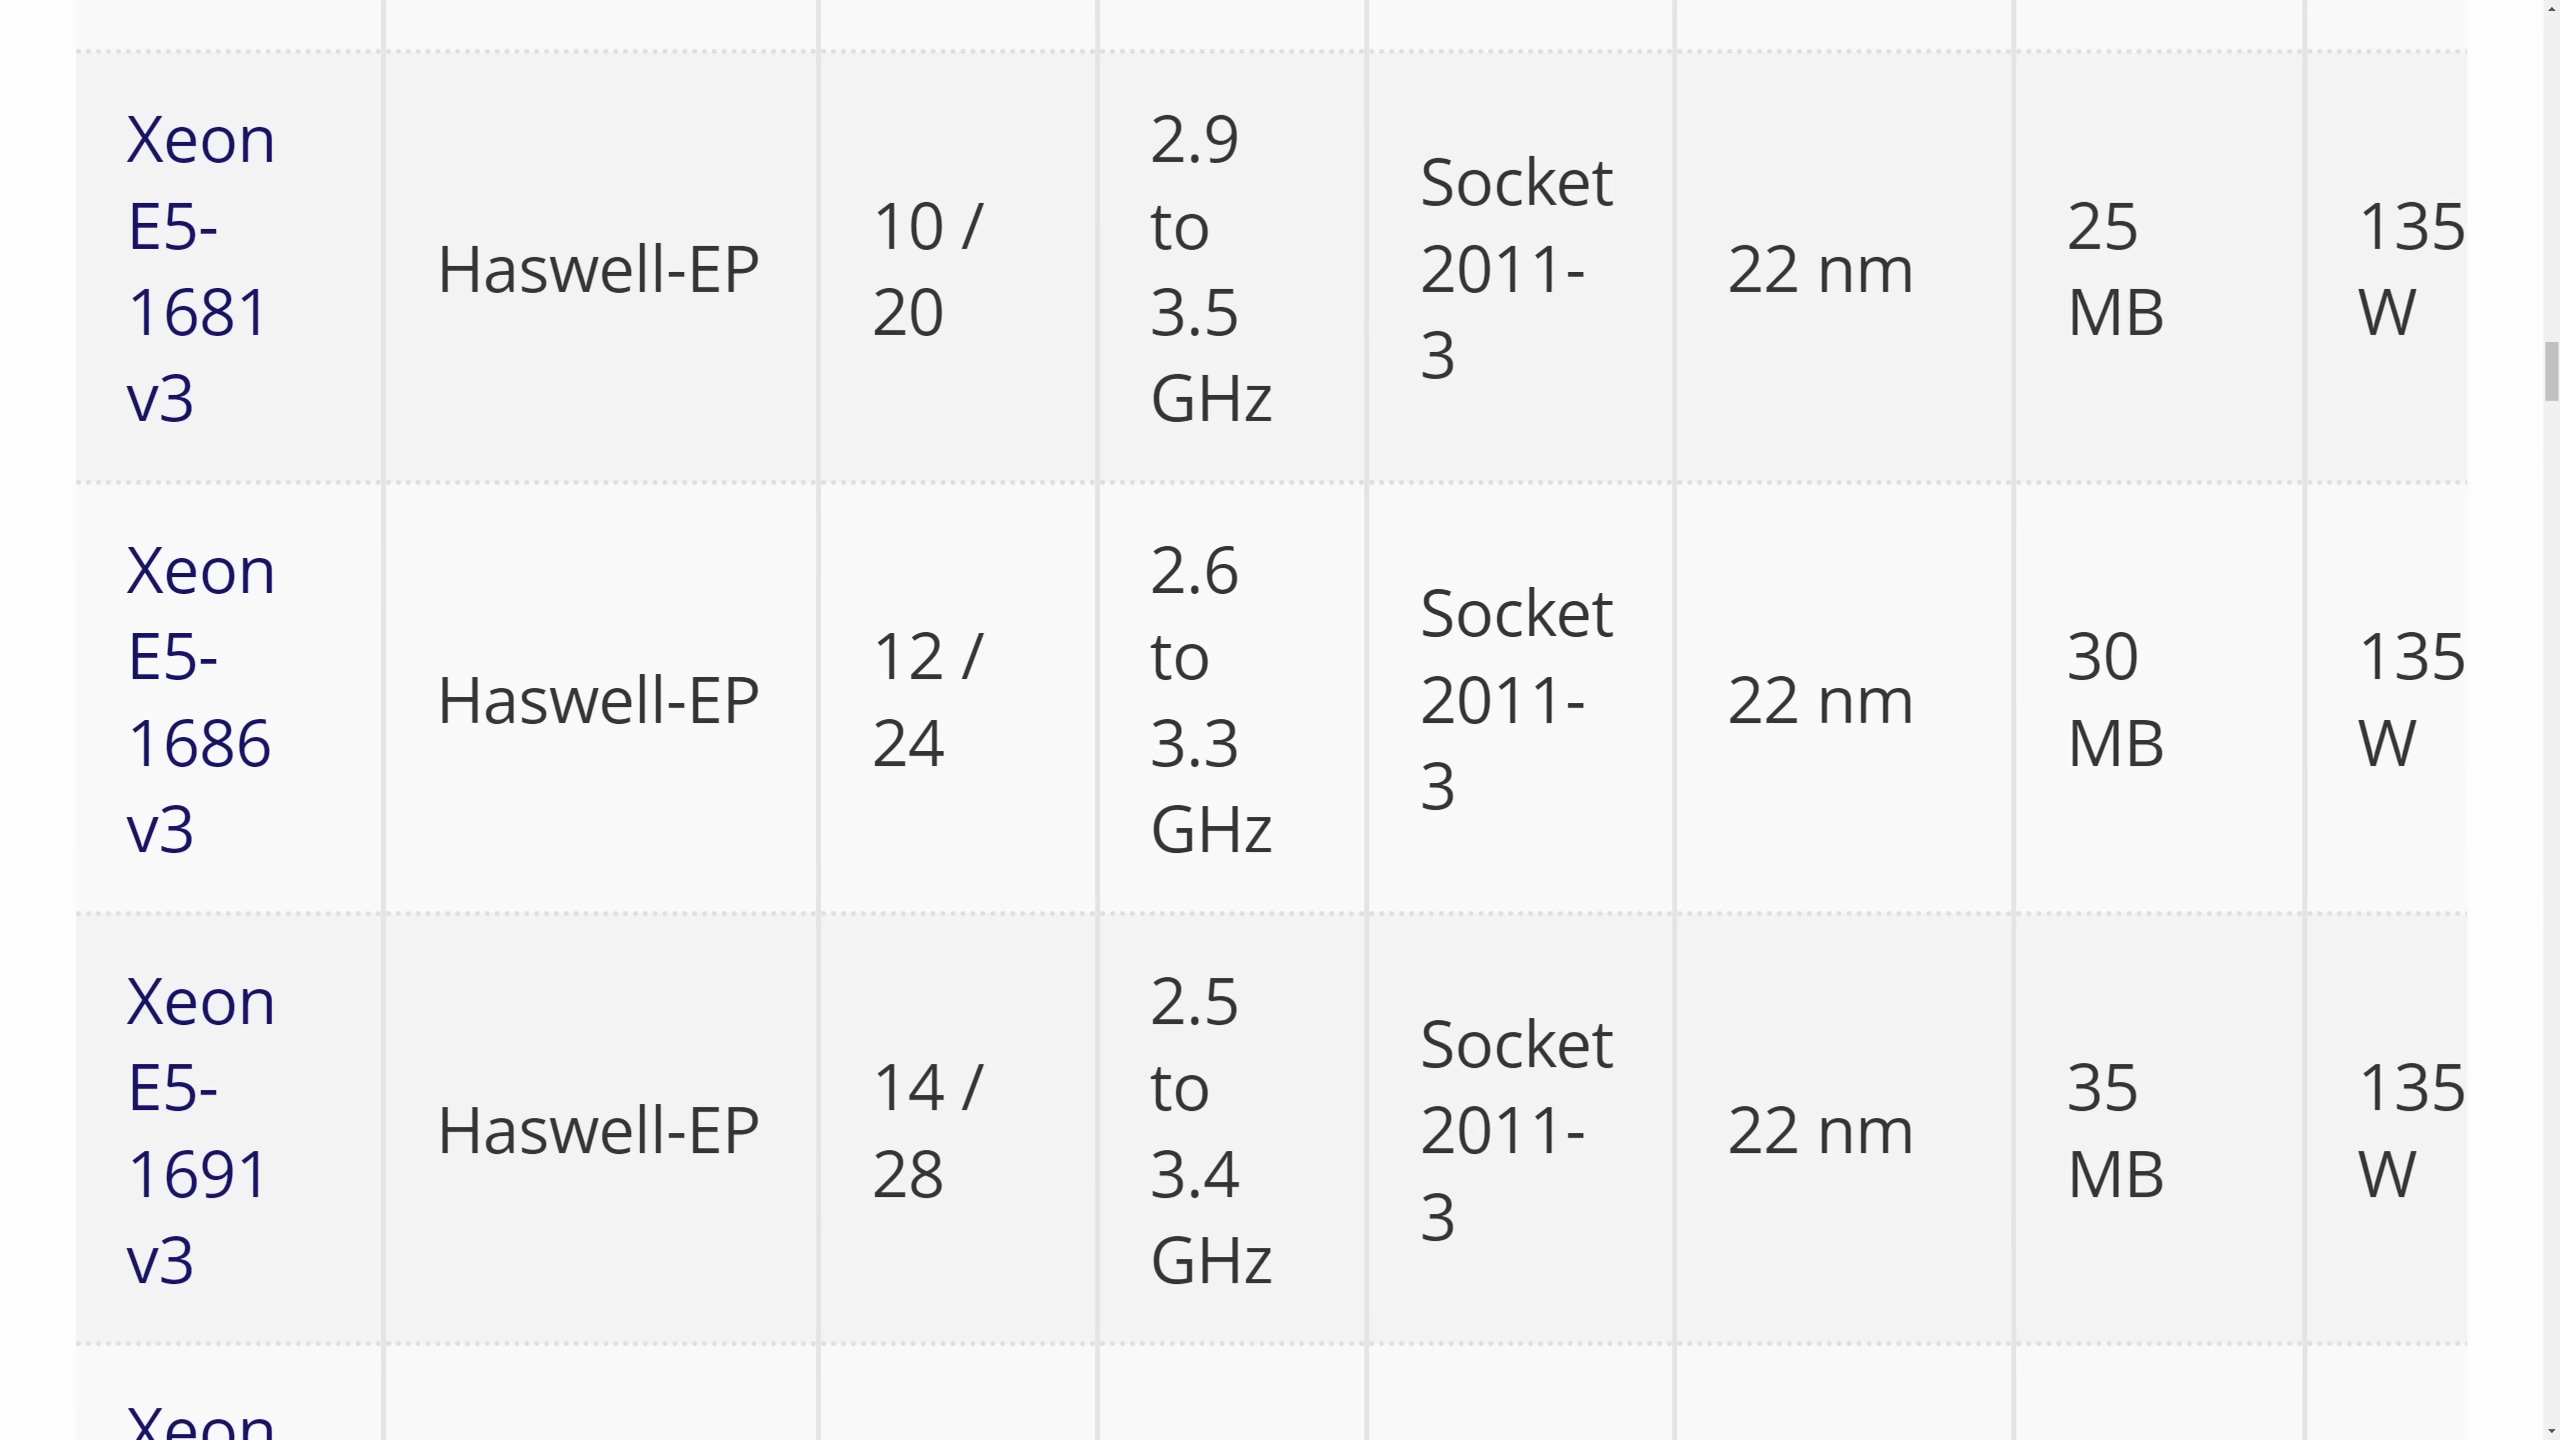 Xeon
E5-
1681
v3
Haswell-EP
10 /
20
2.9
to
3.5
GHz
Socket
2011-
3
22 nm
25
MB
135
W
Xeon
E5-
1686
v3
Haswell-EP
12 /
24
2.6
to
3.3
GHz
Socket
2011-
3
22 nm
30
MB
135
W
Xeon
E5-
1691
v3
Haswell-EP
14 /
28
2.5
to
3.4
GHz
Socket
2011-
3
22 nm
35
MB
135
W
Xeon